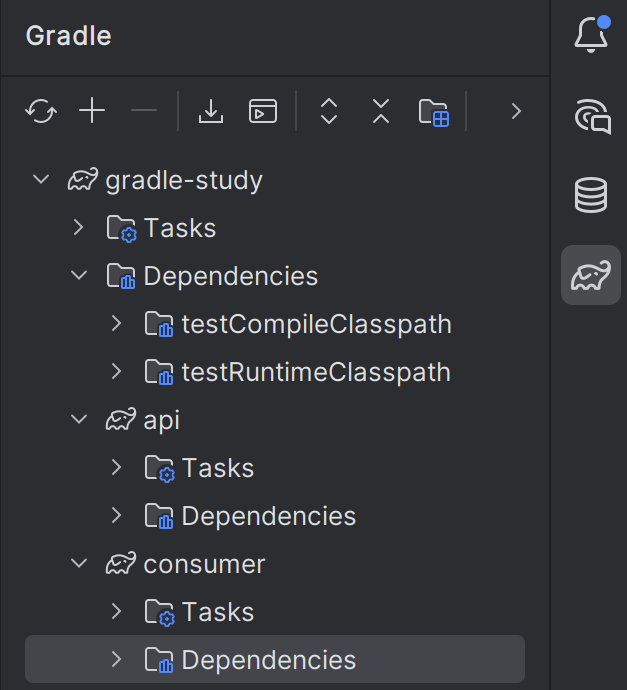 Gradle
gradle-study
Tasks
Dependencies
testCompileClasspath
testRuntimeClasspath
api
Tasks
Dependencies
consumer
Tasks
Dependencies